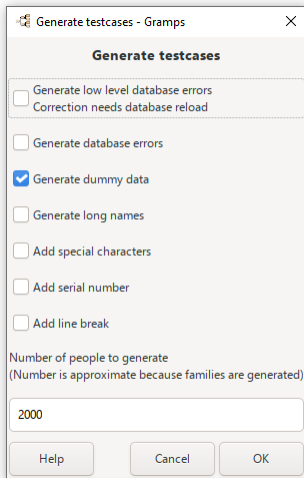 Generate testcases - Gramps
Generate testcases
Generate low level database errors
Correction needs database reload
Generate database errors
Generate dummy data
Generate long names
Add special characters
Add serial number
Add line break
Number of people to generate
(Number is approximate because families are generated)
2000
Help
Cancel
OK